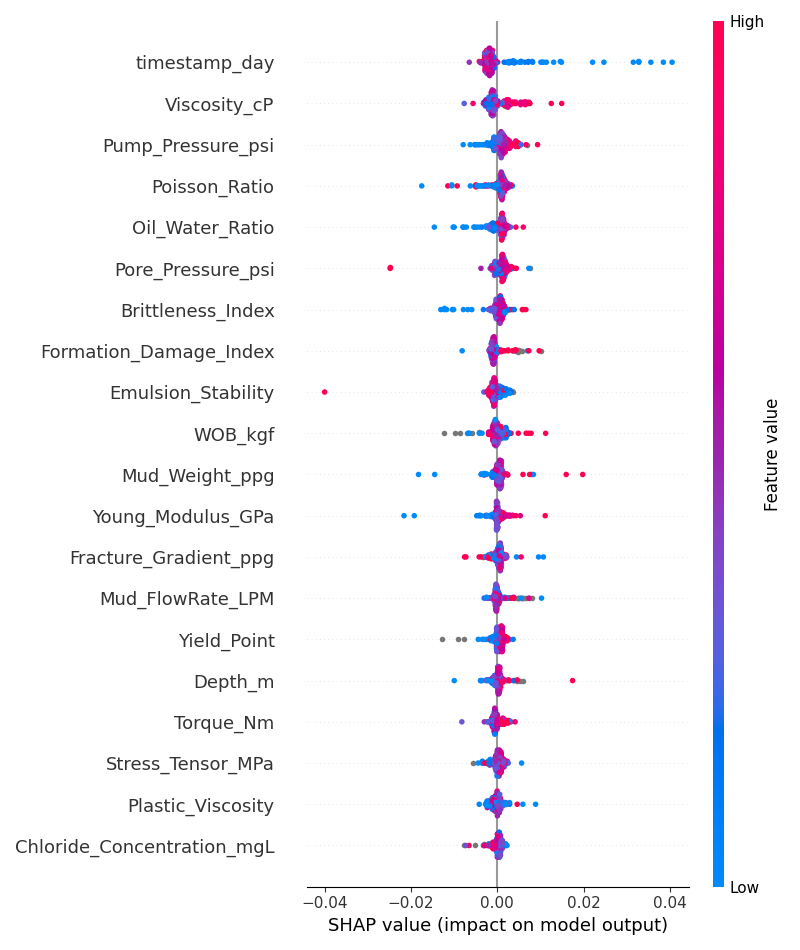 High
timestamp_day
Viscosity_cP
Pump_Pressure_psi
Poisson_Ratio
Oil_Water_Ratio
Pore_Pressure_psi
Brittleness_Index
Formation_Damage_Index
Emulsion_Stability
WOB_kgf
Mud_Weight_ppg
Young_Modulus_GPa
Fracture_Gradient_ppg
Mud_FlowRate_LPM
Yield_Point
Depth_m
Torque_Nm
Stress_Tensor_MPa
Plastic_Viscosity
Chloride_Concentration_mgL
Feature value
Low
−0.04 −0.02 0.00 0.02 0.04
SHAP value (impact on model output)